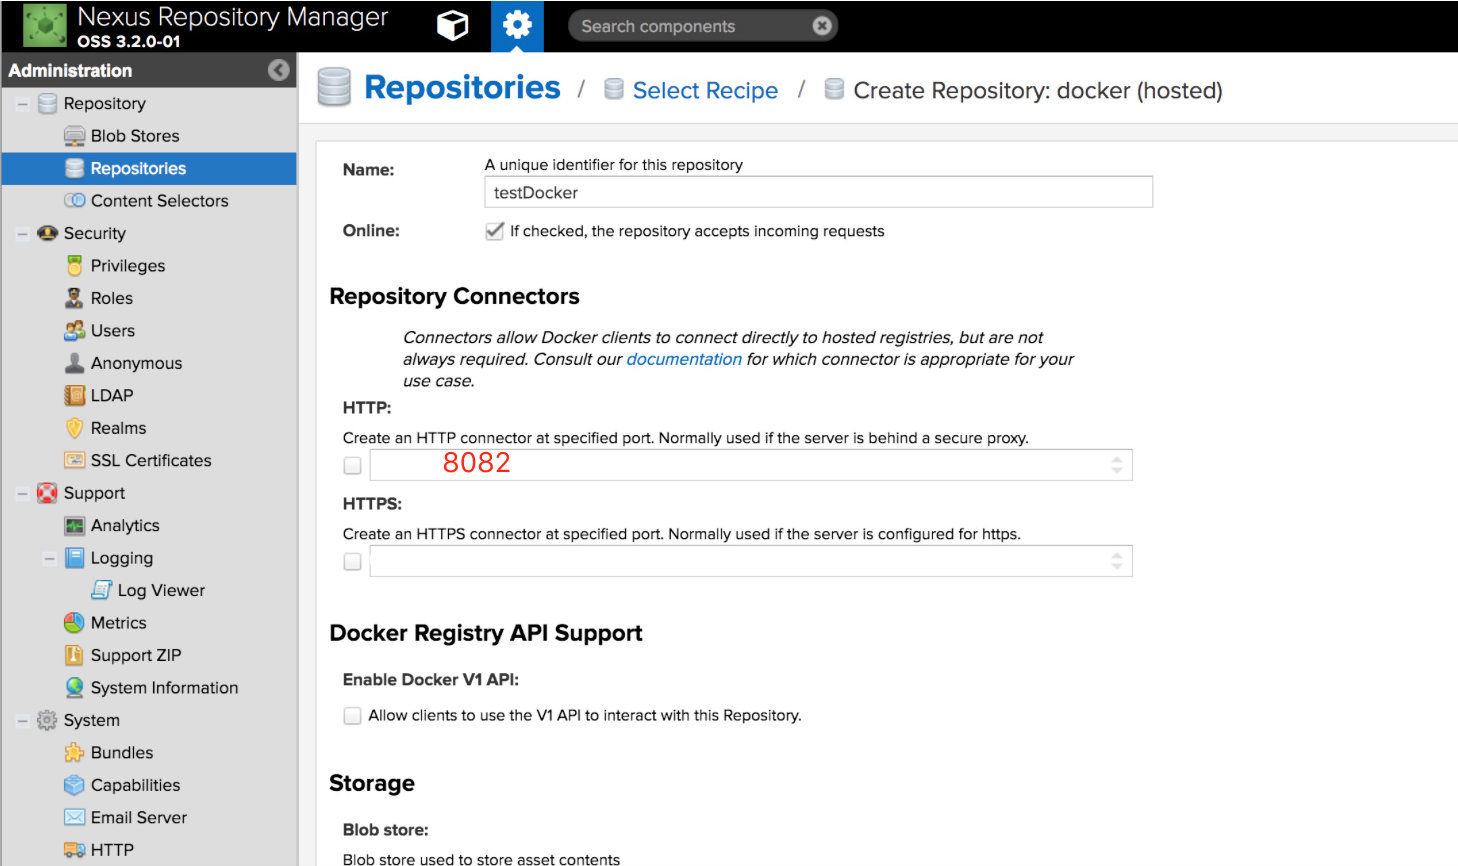 Nexus Repository Manager
OSS 3.2.0-01
Search components
Administration
Repository
Blob Stores
Repositories
Content Selectors
Security
Privileges
Roles
Users
Anonymous
LDAP
Realms
SSL Certificates
Support
Analytics
Logging
Log Viewer
Metrics
Support ZIP
System Information
System
Bundles
Capabilities
Email Server
HTTP
Repositories / Select Recipe / Create Repository: docker (hosted)
Name:
A unique identifier for this repository
testDocker
Online:
If checked, the repository accepts incoming requests
Repository Connectors
Connectors allow Docker clients to connect directly to hosted registries, but are not
always required. Consult our documentation for which connector is appropriate for your
use case.
HTTP:
Create an HTTP connector at specified port. Normally used if the server is behind a secure proxy.
8082
HTTPS:
Create an HTTPS connector at specified port. Normally used if the server is configured for https.
Docker Registry API Support
Enable Docker V1 API:
Allow clients to use the V1 API to interact with this Repository.
Storage
Blob store:
Blob store used to store asset contents